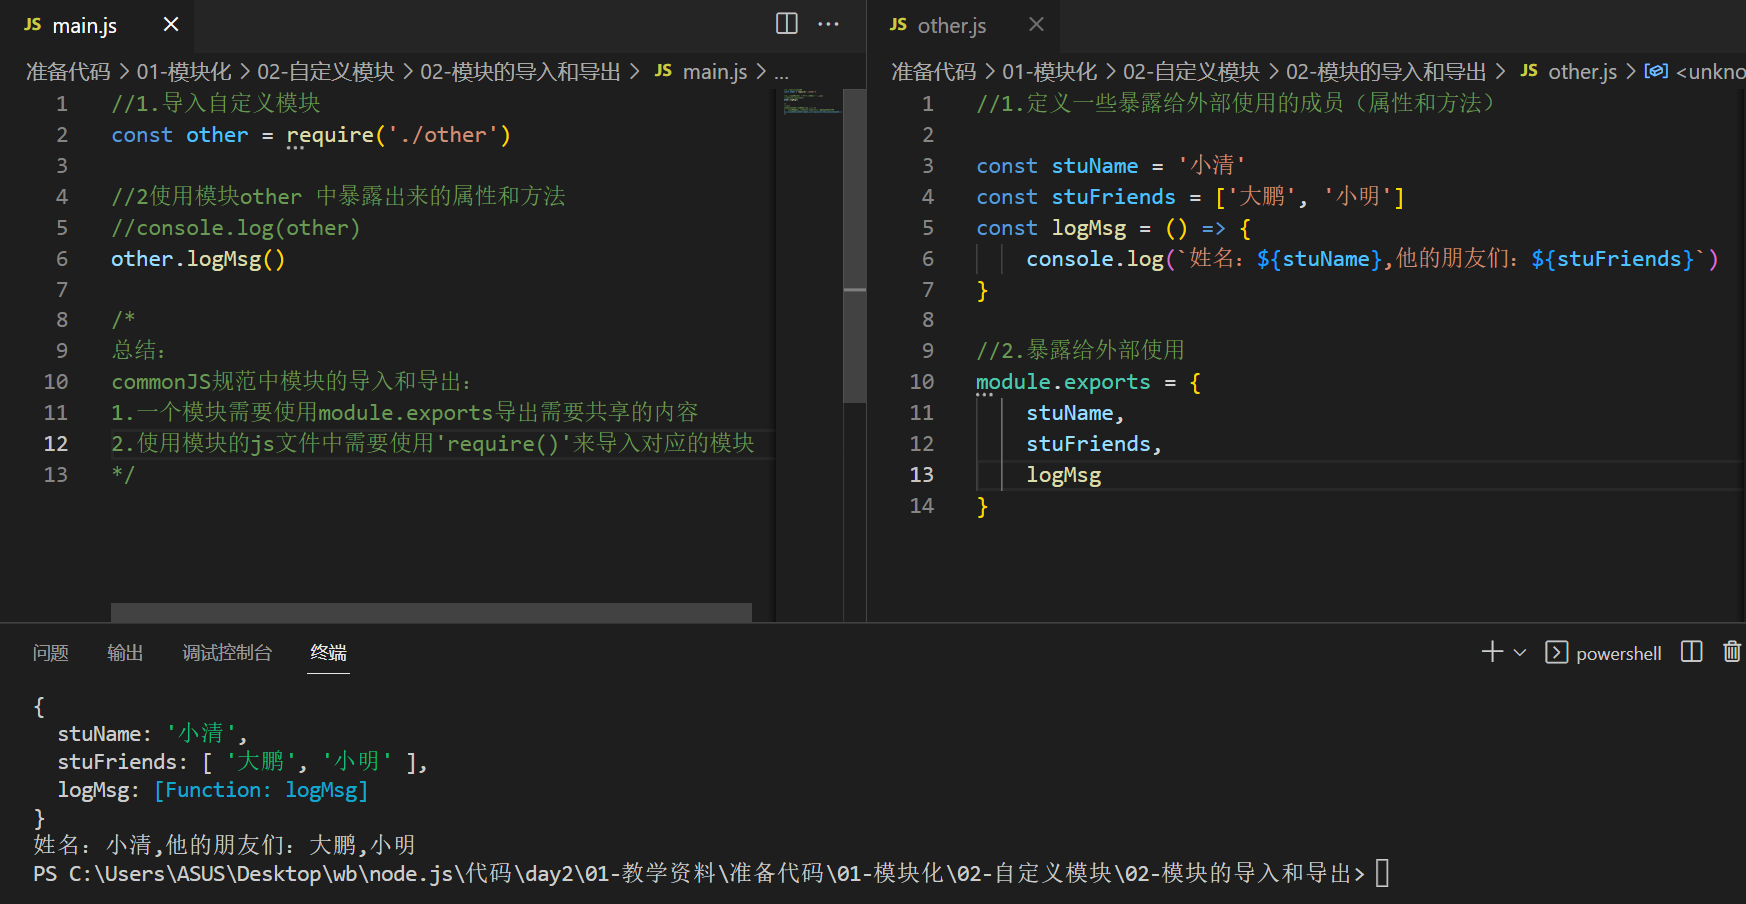 JS main.js
准备代码 > 01-模块化 > 02-自定义模块 > 02-模块的导入和导出 > JS main.js > ...
1 //1.导入自定义模块
2 const other = require('./other')
3
4 //2使用模块other 中暴露出来的属性和方法
5 //console.log(other)
6 other.logMsg()
7
8 /*
9 总结：
10 commonJS规范中模块的导入和导出：
11 1.一个模块需要使用module.exports导出需要共享的内容
12 2.使用模块的js文件中需要使用'require()'来导入对应的模块
13 */
JS other.js
准备代码 > 01-模块化 > 02-自定义模块 > 02-模块的导入和导出 > JS other.js > <unkno
1 //1.定义一些暴露给外部使用的成员（属性和方法）
2
3 const stuName = '小清'
4 const stuFriends = ['大鹏', '小明']
5 const logMsg = () => {
6 console.log(`姓名：${stuName},他的朋友们：${stuFriends}`)
7 }
8
9 //2.暴露给外部使用
10 module.exports = {
11 stuName,
12 stuFriends,
13 logMsg
14 }
问题 输出 调试控制台 终端
powershell
{
stuName: '小清',
stuFriends: [ '大鹏', '小明' ],
logMsg: [Function: logMsg]
}
姓名：小清,他的朋友们：大鹏,小明
PS C:\Users\ASUS\Desktop\wb\node.js\代码\day2\01-教学资料\准备代码\01-模块化\02-自定义模块\02-模块的导入和导出>